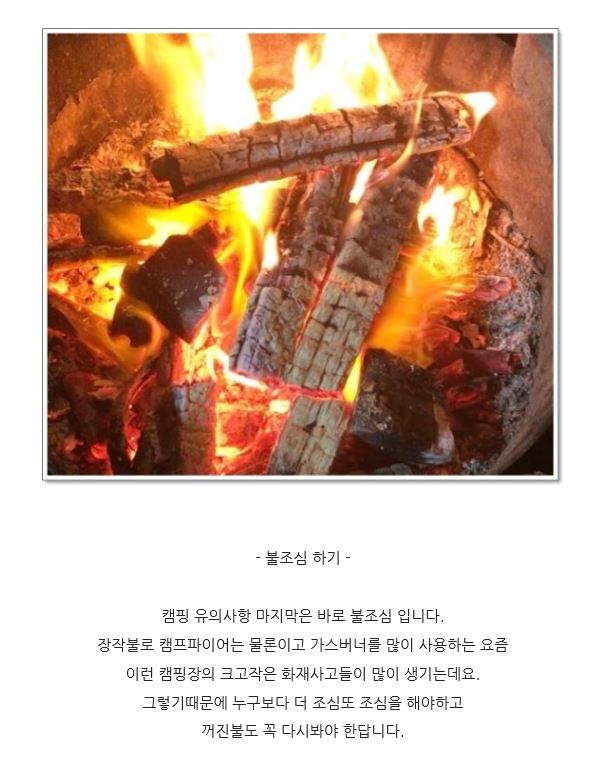 - 불조심 하기 -
캠핑 유의사항 마지막은 바로 불조심 입니다.
장작불로 캠프파이어는 물론이고 가스버너를 많이 사용하는 요즘
이런 캠핑장의 크고작은 화재사고들이 많이 생기는데요.
그렇기때문에 누구보다 더 조심또 조심을 해야하고
꺼진불도 꼭 다시봐야 한답니다.